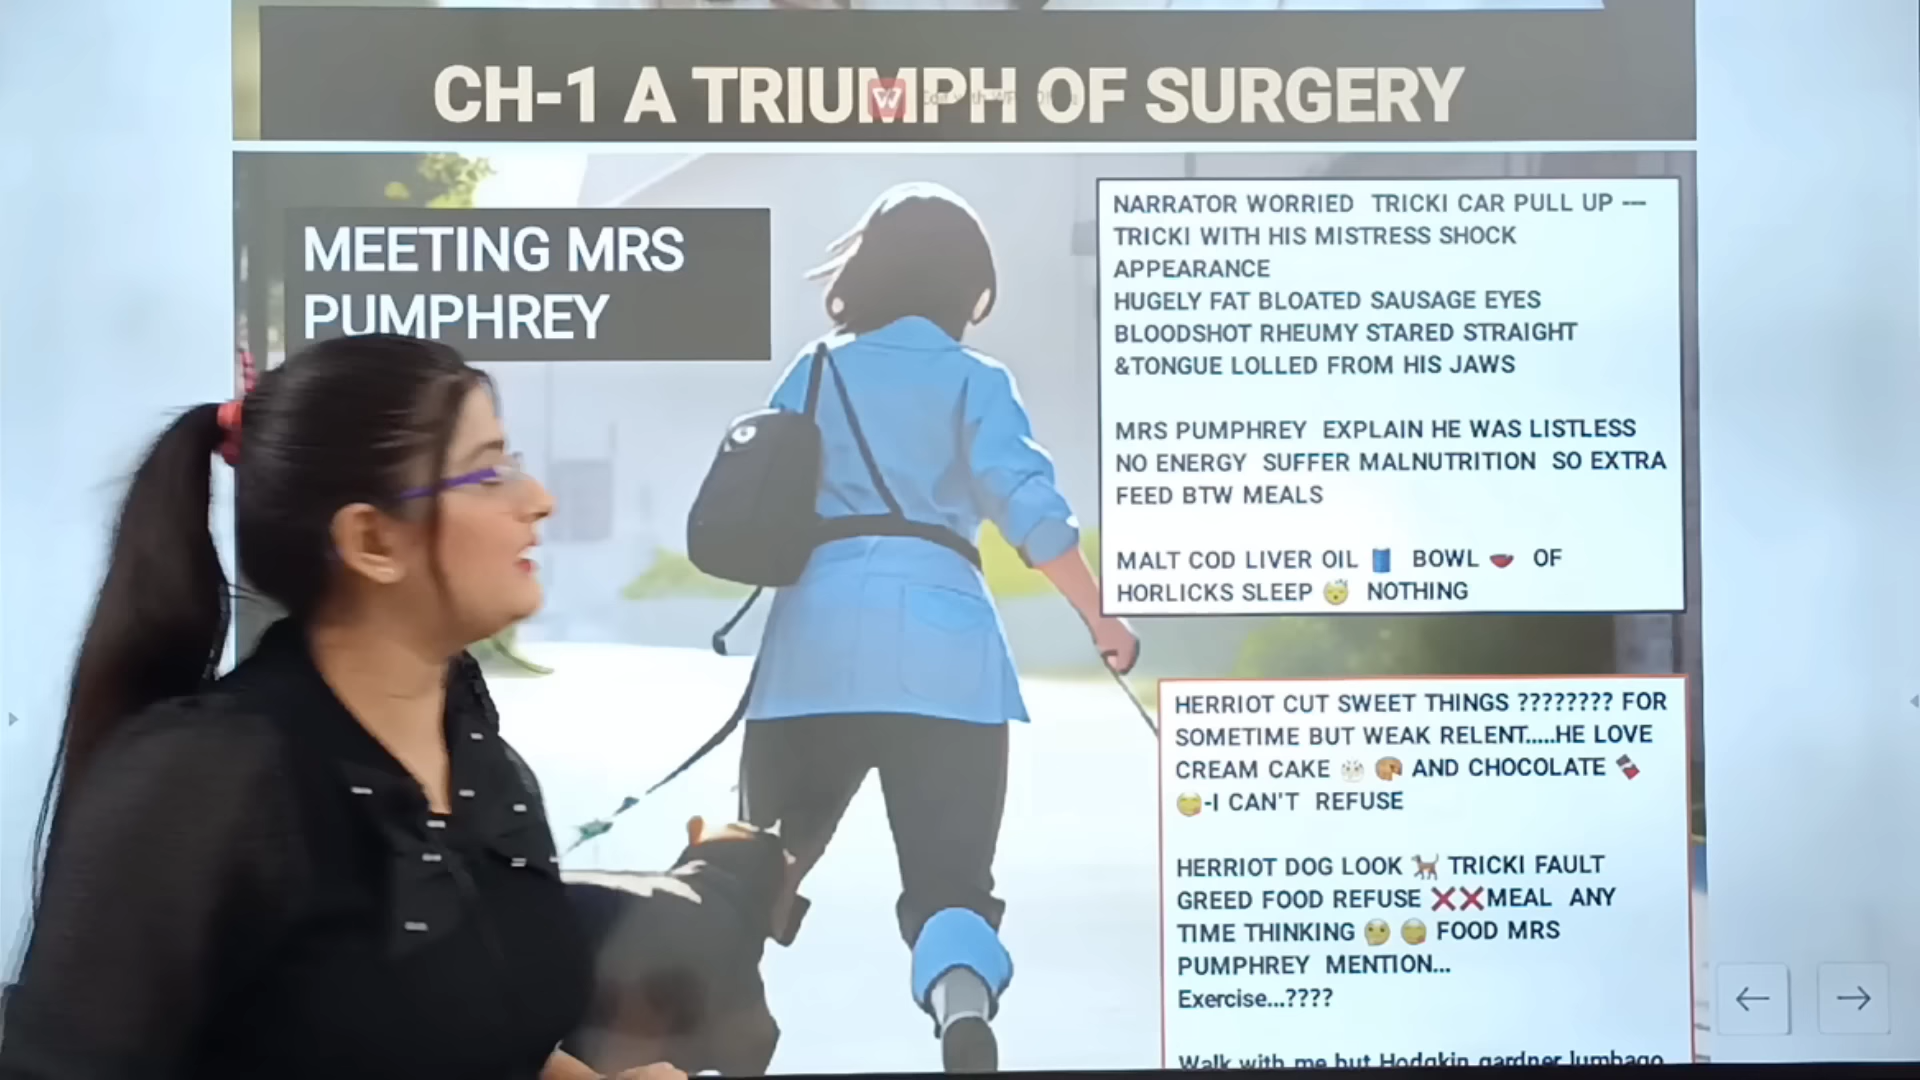 CH-1 A TRIUMPH OF SURGERY
MEETING MRS
PUMPHREY
NARRATOR WORRIED TRICKI CAR PULL UP ---
TRICKI WITH HIS MISTRESS SHOCK
APPEARANCE
HUGELY FAT BLOATED SAUSAGE EYES
BLOODSHOT RHEUMY STARED STRAIGHT
&TONGUE LOLLED FROM HIS JAWS
MRS PUMPHREY EXPLAIN HE WAS LISTLESS
NO ENERGY SUFFER MALNUTRITION SO EXTRA
FEED BTW MEALS
MALT COD LIVER OIL 🛢️ BOWL 🥣 OF
HORLICKS SLEEP 😴 NOTHING
HERRIOT CUT SWEET THINGS ???????? FOR
SOMETIME BUT WEAK RELENT.....HE LOVE
CREAM CAKE 🎂 🥧 AND CHOCOLATE 🍫
😋-I CAN'T REFUSE
HERRIOT DOG LOOK 🐕 TRICKI FAULT
GREED FOOD REFUSE ❌❌MEAL ANY
TIME THINKING 🤔 😋 FOOD MRS
PUMPHREY MENTION...
Exercise...????
Walk with me but Hodgkin gardner lumbago